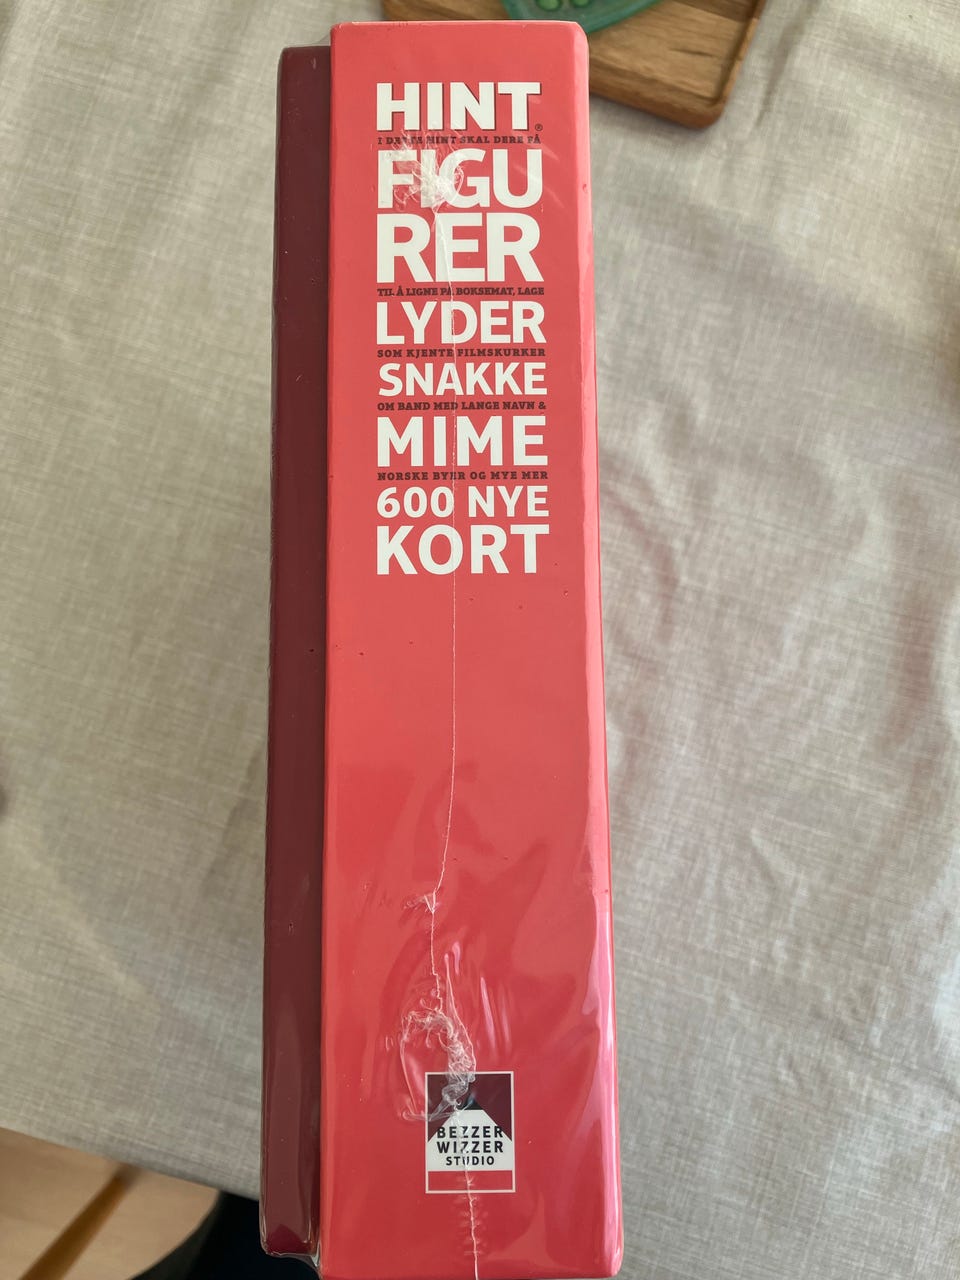 HINT®
I DETTE HINT SKAL DERE FÅ
FIGU
RER
TIL Å LIGNE PÅ BOKSEMAT, LAGE
LYDER
SOM KJENTE FILMSKURKER
SNAKKE
OM BAND MED LANGE NAVN &
MIME
NORSKE BYER OG MYE MER
600 NYE
KORT
BEZZER
WIZZER
STUDIO